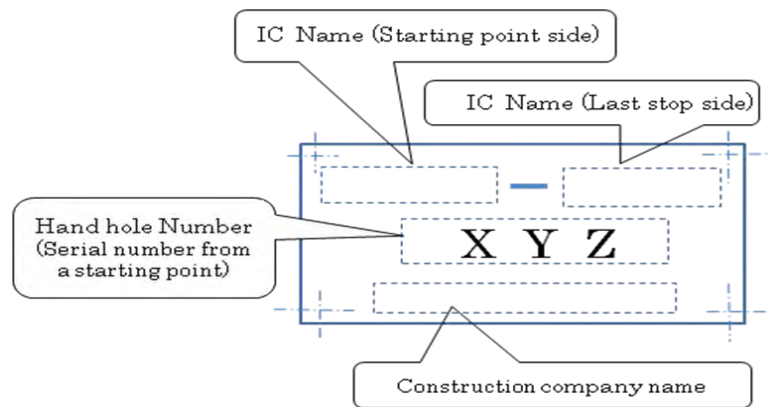 IC Name (Starting point side)
IC Name (Last stop side)
Hand hole Number
(Serial number from
a starting point)
X Y Z
Construction company name